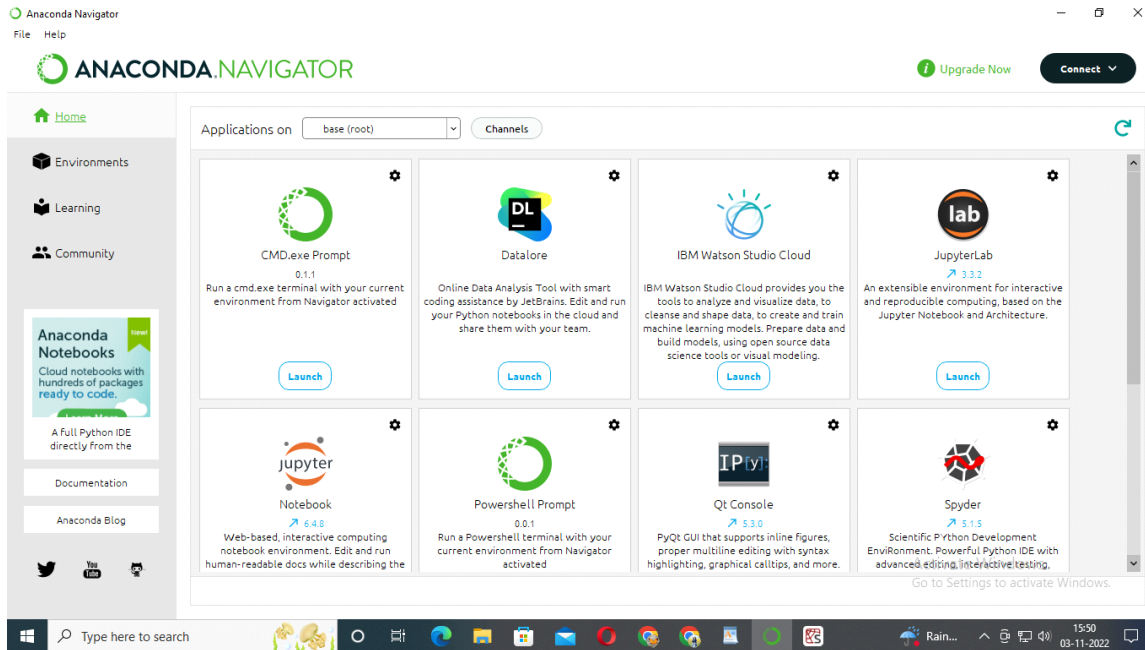 Anaconda Navigator
File Help
ANACONDA.NAVIGATOR
i Upgrade Now
Connect
Home
Environments
Learning
Community
Applications on
base (root)
Channels
CMD.exe Prompt
0.1.1
Run a cmd.exe terminal with your current
environment from Navigator activated
Launch
DL
Datalore
Online Data Analysis Tool with smart
coding assistance by JetBrains. Edit and run
your Python notebooks in the cloud and
share them with your team.
Launch
IBM Watson Studio Cloud
IBM Watson Studio Cloud provides you the
tools to analyze and visualize data, to
cleanse and shape data, to create and train
machine learning models. Prepare data and
build models, using open source data
science tools or visual modeling.
Launch
lab
JupyterLab
3.3.2
An extensible environment for interactive
and reproducible computing, based on the
Jupyter Notebook and Architecture.
Launch
jupyter
Notebook
6.4.8
Web-based, interactive computing
notebook environment. Edit and run
human-readable docs while describing the
Powershell Prompt
0.0.1
Run a Powershell terminal with your
current environment from Navigator
activated
IP[y]:
Qt Console
5.3.0
PyQt GUI that supports inline figures,
proper multiline editing with syntax
highlighting, graphical calltips, and more.
Spyder
5.1.5
Scientific PYthon Development
EnviRonment. Powerful Python IDE with
advanced editing, interactive testing,
Anaconda
Notebooks
New!
Cloud notebooks with
hundreds of packages
ready to code.
Learn More
A full Python IDE
directly from the
Documentation
Anaconda Blog
You
Tube
Activate Windows
Go to Settings to activate Windows.
Type here to search
Rain...
15:50
03-11-2022